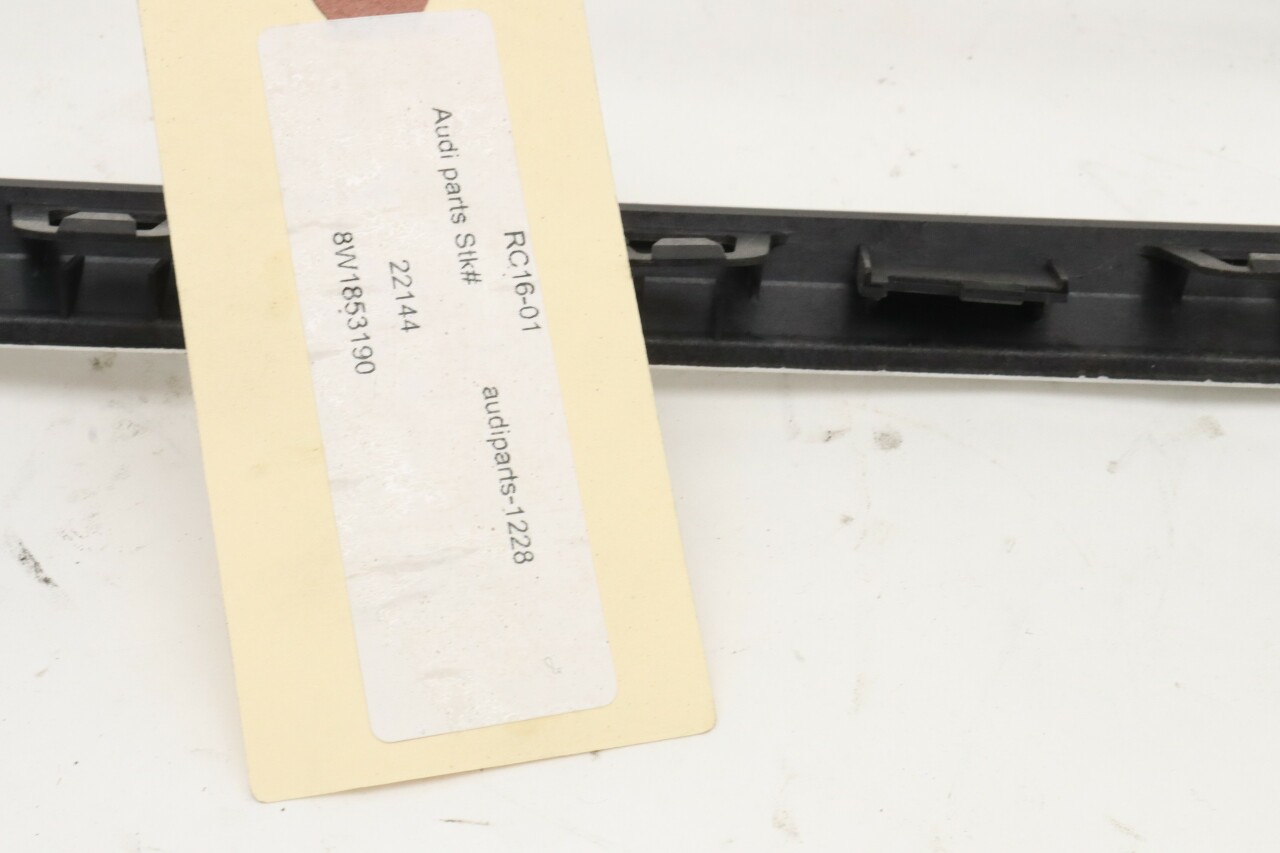 RC16-01
audiparts-1228
Audi parts Stk#
22144
8W1853190